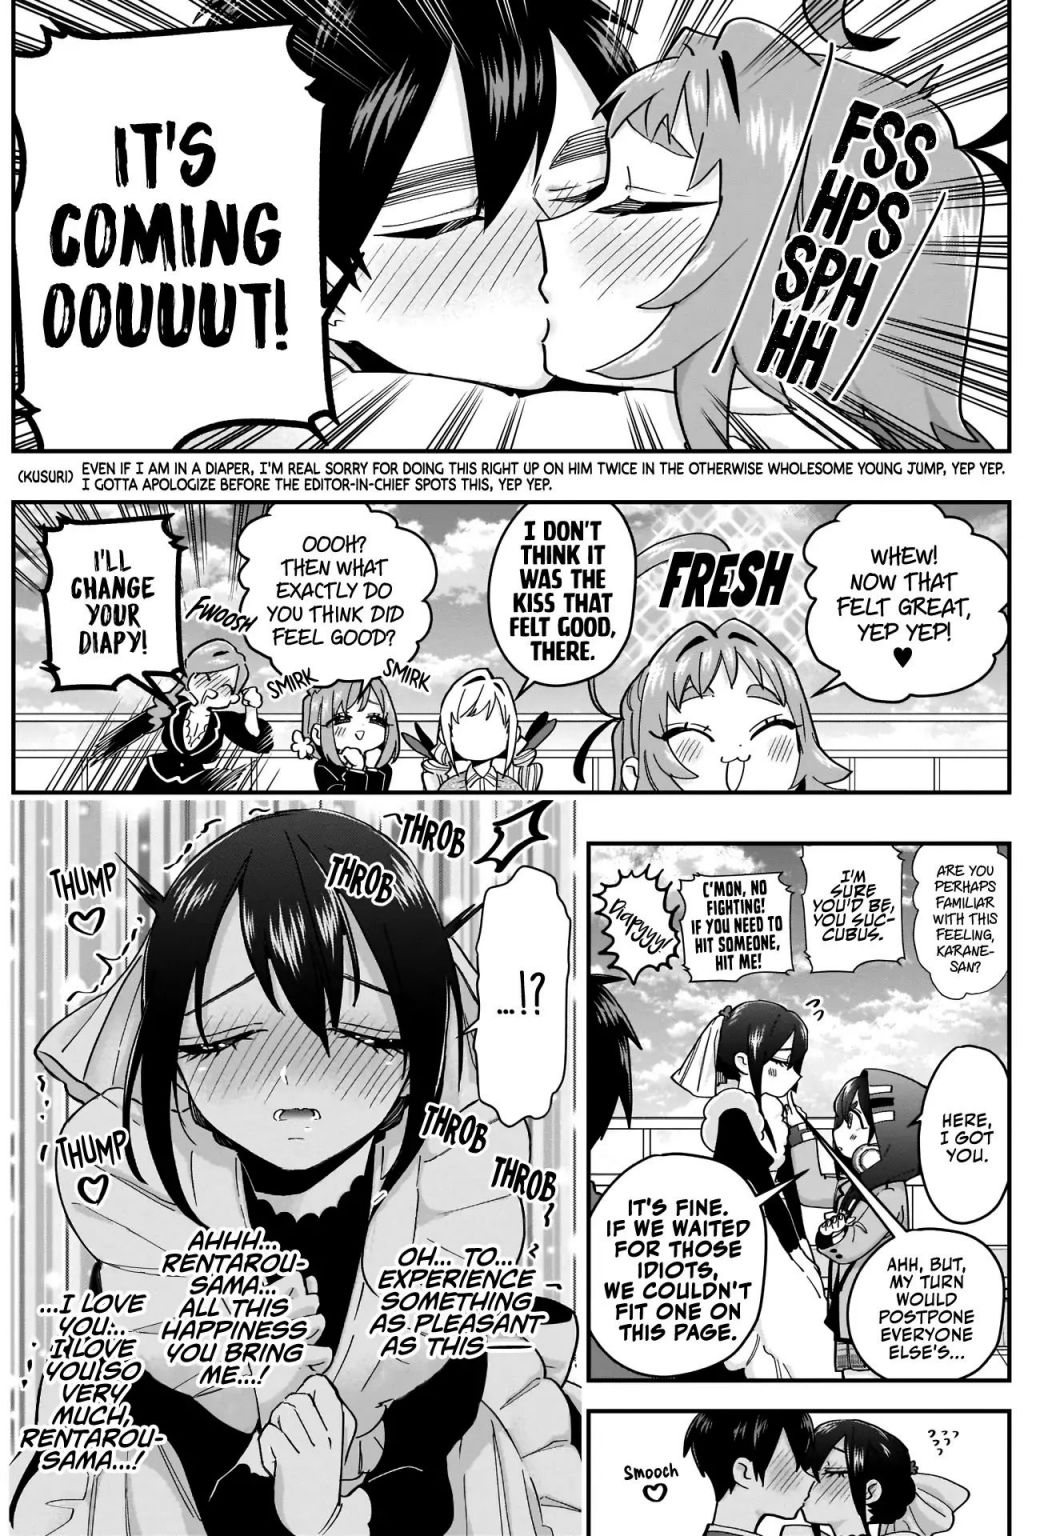 FSS
HPS
SPH
HH
IT'S
COMING
OOUUUT!
(KUSURI)
EVEN IF I AM IN A DIAPER, I'M REAL SORRY FOR DOING THIS RIGHT UP ON HIM TWICE IN THE OTHERWISE WHOLESOME YOUNG JUMP, YEP YEP.
I GOTTA APOLOGIZE BEFORE THE EDITOR-IN-CHIEF SPOTS THIS, YEP YEP.
WHEW!
NOW THAT
FELT GREAT,
YEP YEP!
♥
FRESH
I DON'T
THINK IT
WAS THE
KISS THAT
FELT GOOD,
THERE.
OOOH?
THEN WHAT
EXACTLY DO
YOU THINK DID
FEEL GOOD?
SMIRK
SMIRK
FWOOSH
I'LL
CHANGE
YOUR
DIAPY!
ARE YOU
PERHAPS
FAMILIAR
WITH THIS
FEELING,
KARANE-
SAN?
I'M
SURE
YOU'D BE,
YOU SUC-
CUBUS.
C'MON, NO
FIGHTING!
IF YOU NEED TO
HIT SOMEONE,
HIT ME!
Diapyyy!
HERE,
I GOT
YOU.
AHH, BUT,
MY TURN
WOULD
POSTPONE
EVERYONE
ELSE'S...
IT'S FINE.
IF WE WAITED
FOR THOSE
IDIOTS,
WE COULDN'T
FIT ONE ON
THIS PAGE.
Smooch
♡
...!?
THROB
THROB
THUMP
♡
THROB
THROB
THUMP
♡
OH... TO...
EXPERIENCE
SOMETHING
AS PLEASANT
AS THIS——
AHHH...
RENTAROU-
SAMA...
ALL THIS
HAPPINESS
YOU BRING
ME...!
...I LOVE
YOU...
I LOVE
YOU SO
VERY
MUCH,
RENTAROU-
SAMA...!